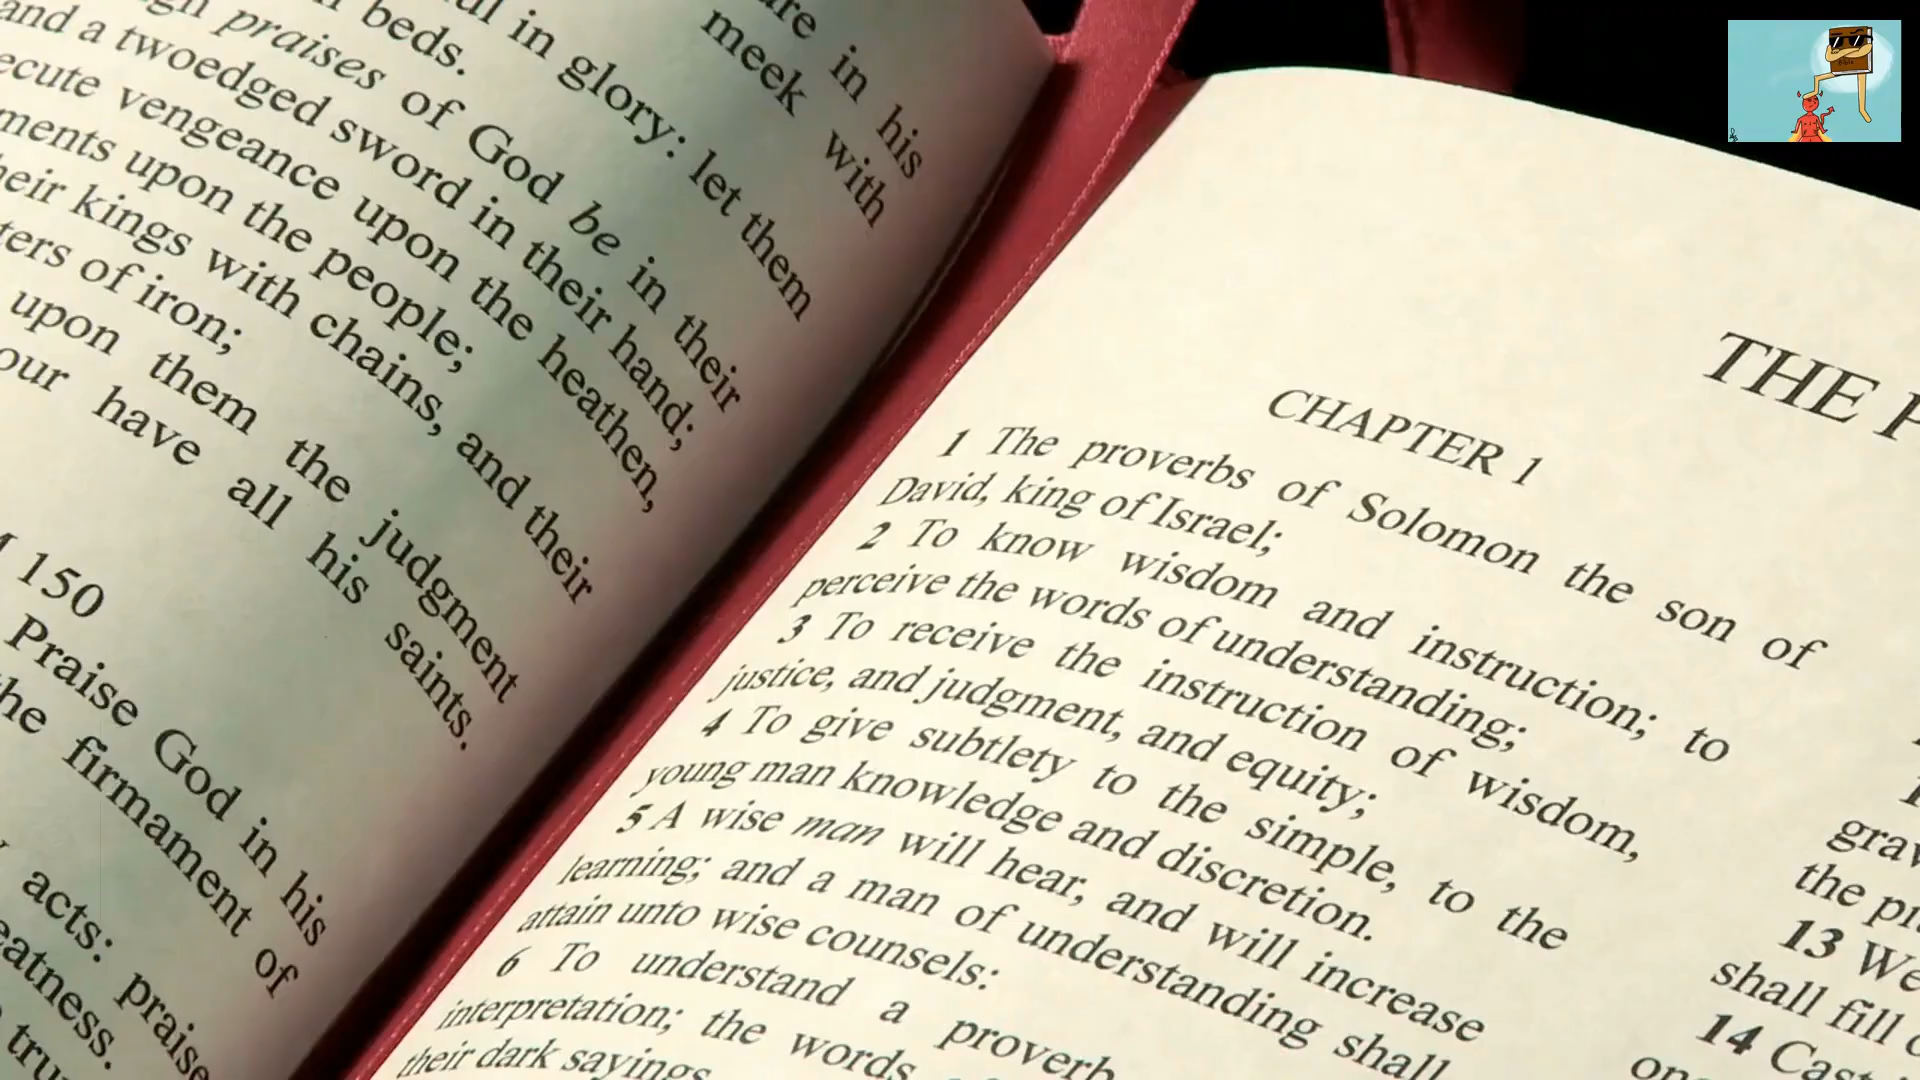 are in his
meek with
ful in glory: let them
beds.
praises of God be in their
and a twoedged sword in their hand;
vengeance upon the heathen,
upon the people;
their kings with chains, and their
of iron;
upon them the judgment
have all his saints.
150
Praise God in his
the firmament of
acts: praise
THE P
CHAPTER 1
1 The proverbs of Solomon the son of
David, king of Israel;
2 To know wisdom and instruction; to
perceive the words of understanding;
3 To receive the instruction of wisdom,
justice, and judgment, and equity;
4 To give subtlety to the simple, to the
young man knowledge and discretion.
5 A wise man will hear, and will increase
learning; and a man of understanding shall
attain unto wise counsels:
6 To understand a proverb
interpretation; the words
their dark sayings
the
13 We
shall fill
14 Cast